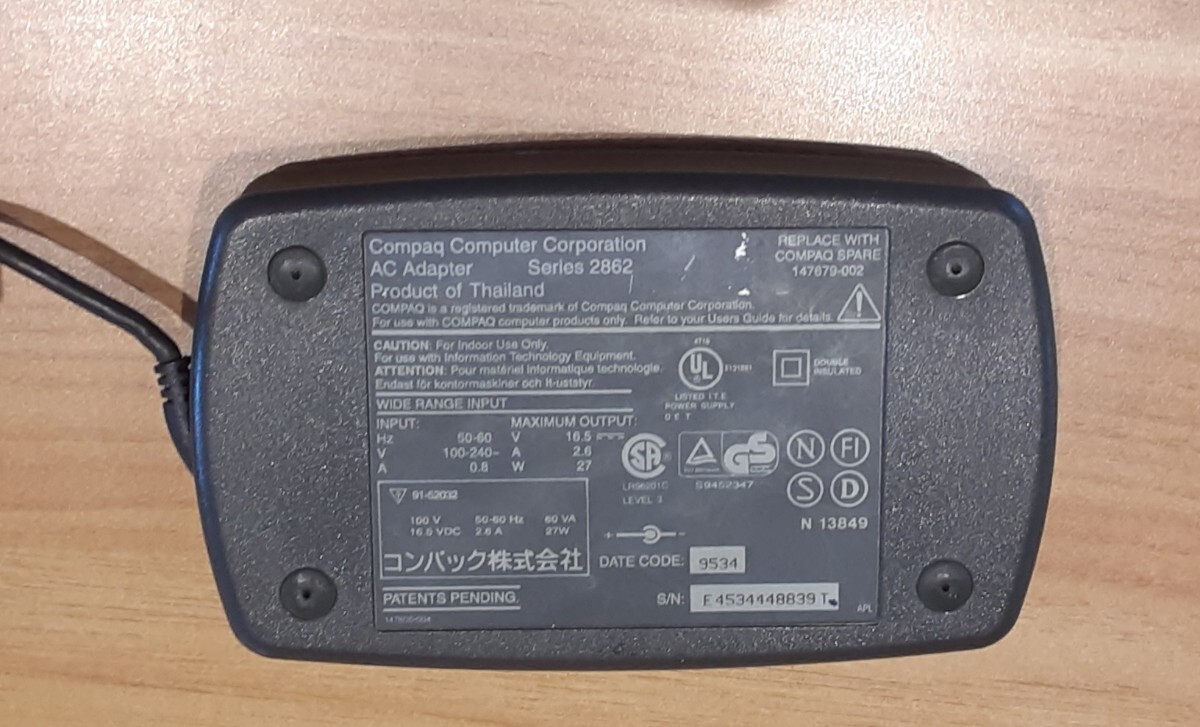 Compaq Computer Corporation
AC Adapter Series 2862
Product of Thailand
REPLACE WITH
COMPAQ SPARE
147679-002
COMPAQ is a registered trademark of Compaq Computer Corporation.
For use with COMPAQ computer products only. Refer to your Users Guide for details.
CAUTION: For Indoor Use Only.
For use with Information Technology Equipment.
ATTENTION: Pour matériel informatique technologie.
Endast för kontormaskiner och It-utstyr.
WIDE RANGE INPUT
INPUT: MAXIMUM OUTPUT:
Hz 50-60 V 16.5
V 100-240~ A 2.6
A 0.8 W 27
UL
LISTED I.T.E.
POWER SUPPLY
DOUBLE
INSULATED
SA
LEVEL 3
GS
S9452347
N FI
S D
N 13849
91-52032
100 V 50-60 Hz 60 VA
16.5 VDC 2.6 A 27W
コンパック株式会社
+ -
DATE CODE: 9534
PATENTS PENDING.
S/N: E4534448839T
APL